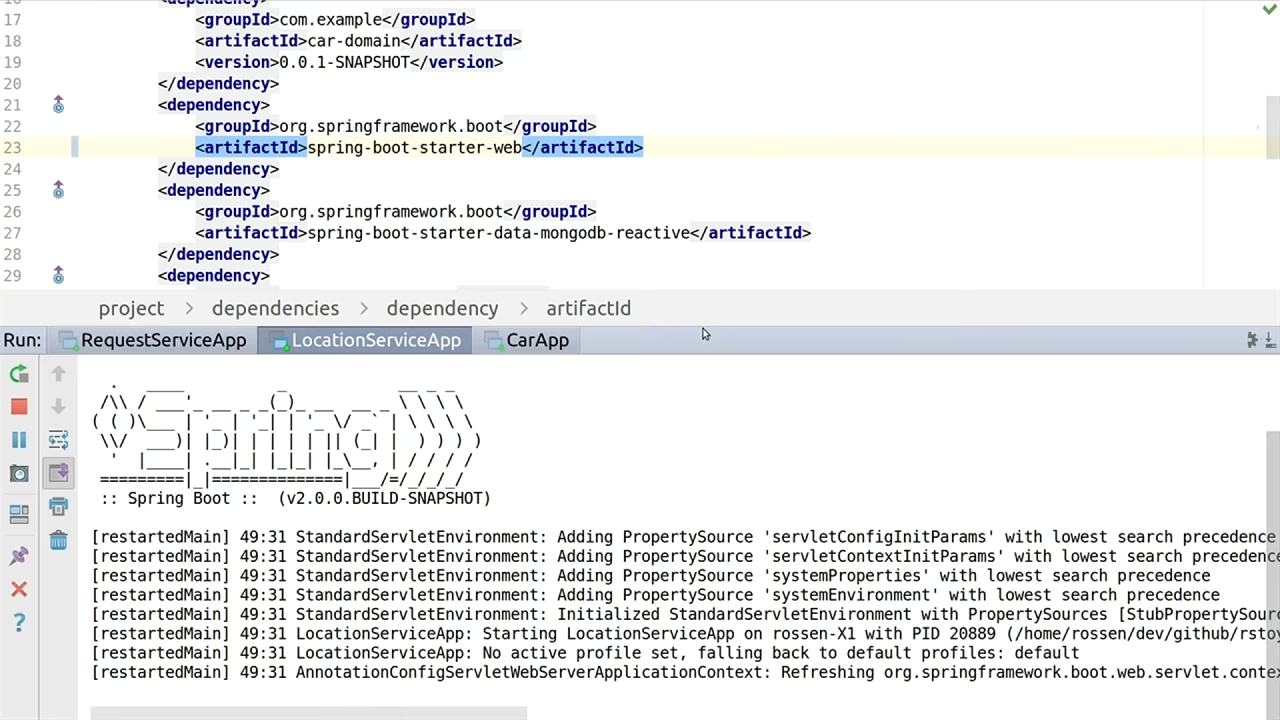 16 <dependency>
17 <groupId>com.example</groupId>
18 <artifactId>car-domain</artifactId>
19 <version>0.0.1-SNAPSHOT</version>
20 </dependency>
21 <dependency>
22 <groupId>org.springframework.boot</groupId>
23 <artifactId>spring-boot-starter-web</artifactId>
24 </dependency>
25 <dependency>
26 <groupId>org.springframework.boot</groupId>
27 <artifactId>spring-boot-starter-data-mongodb-reactive</artifactId>
28 </dependency>
29 <dependency>
project > dependencies > dependency > artifactId
Run: RequestServiceApp LocationServiceApp CarApp
Spring
:: Spring Boot :: (v2.0.0.BUILD-SNAPSHOT)
[restartedMain] 49:31 StandardServletEnvironment: Adding PropertySource 'servletConfigInitParams' with lowest search precedence
[restartedMain] 49:31 StandardServletEnvironment: Adding PropertySource 'servletContextInitParams' with lowest search precedence
[restartedMain] 49:31 StandardServletEnvironment: Adding PropertySource 'systemProperties' with lowest search precedence
[restartedMain] 49:31 StandardServletEnvironment: Adding PropertySource 'systemEnvironment' with lowest search precedence
[restartedMain] 49:31 StandardServletEnvironment: Initialized StandardServletEnvironment with PropertySources [StubPropertySour
[restartedMain] 49:31 LocationServiceApp: Starting LocationServiceApp on rossen-X1 with PID 20889 (/home/rossen/dev/github/rstoy
[restartedMain] 49:31 LocationServiceApp: No active profile set, falling back to default profiles: default
[restartedMain] 49:31 AnnotationConfigServletWebServerApplicationContext: Refreshing org.springframework.boot.web.servlet.conte